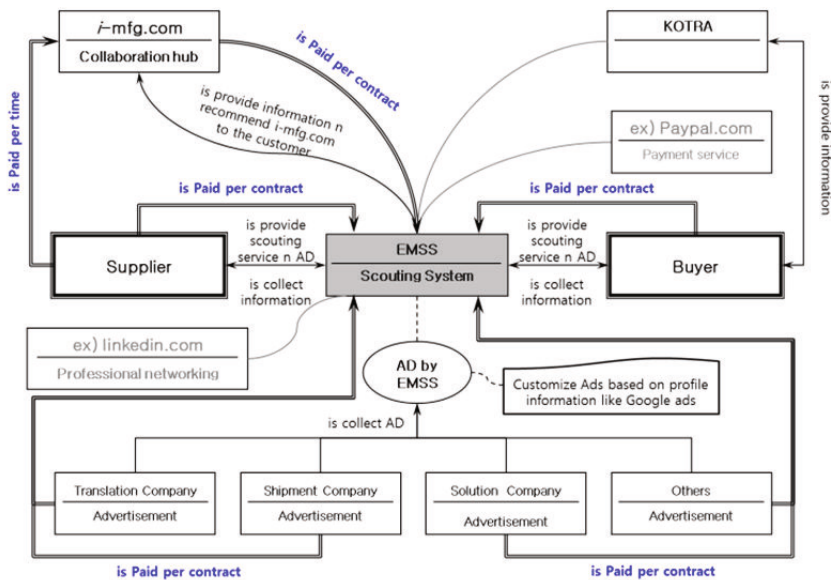 i-mfg.com
Collaboration hub
KOTRA
is Paid per contract
is provide information n
recommend i-mfg.com
to the customer
ex) Paypal.com
Payment service
is Paid per time
is provide information
is Paid per contract
is Paid per contract
Supplier
is provide
scouting
service n AD
is collect
information
EMSS
Scouting System
is provide
scouting
service n AD
is collect
information
Buyer
ex) linkedin.com
Professional networking
AD by
EMSS
Customize Ads based on profile
information like Google ads
is collect AD
Translation Company
Advertisement
Shipment Company
Advertisement
Solution Company
Advertisement
Others
Advertisement
is Paid per contract
is Paid per contract